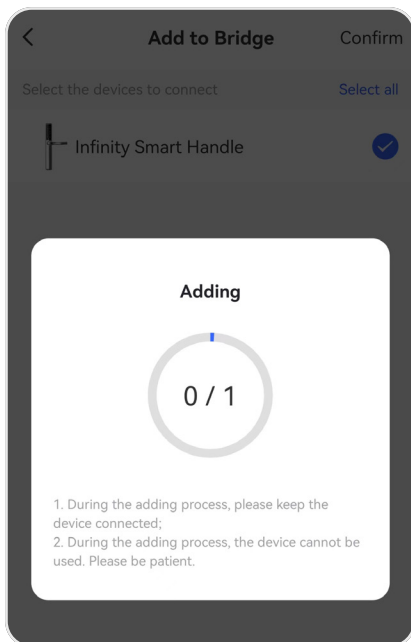 Add to Bridge
Confirm
Select the devices to connect
Select all
Infinity Smart Handle
Adding
0 / 1
1. During the adding process, please keep the
device connected;
2. During the adding process, the device cannot be
used. Please be patient.